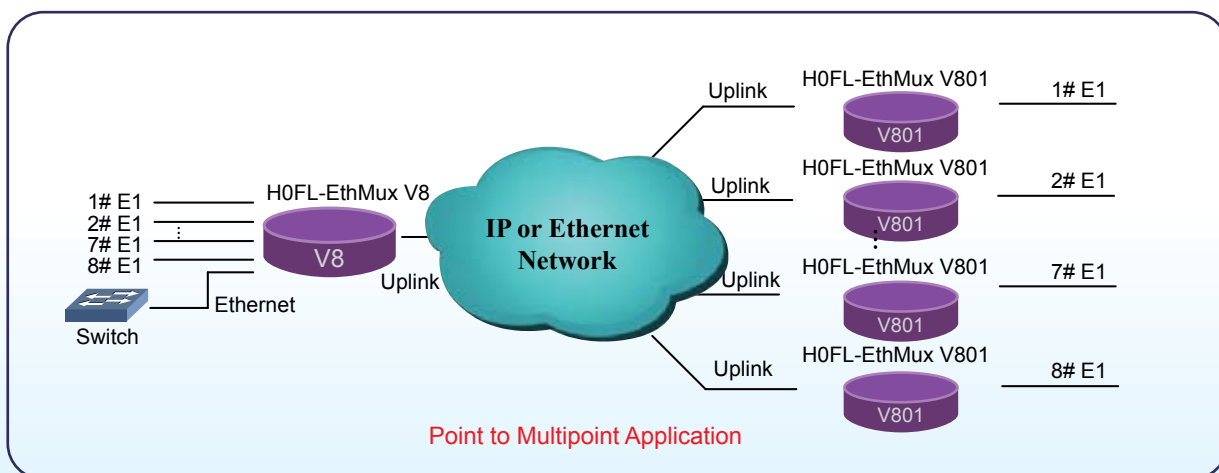 1# E1
2# E1
7# E1
8# E1
Switch
Ethernet
H0FL-EthMux V8
V8
Uplink
IP or Ethernet
Network
Uplink
H0FL-EthMux V801
V801
1# E1
Uplink
H0FL-EthMux V801
V801
2# E1
Uplink
H0FL-EthMux V801
V801
7# E1
Uplink
H0FL-EthMux V801
V801
8# E1
Point to Multipoint Application